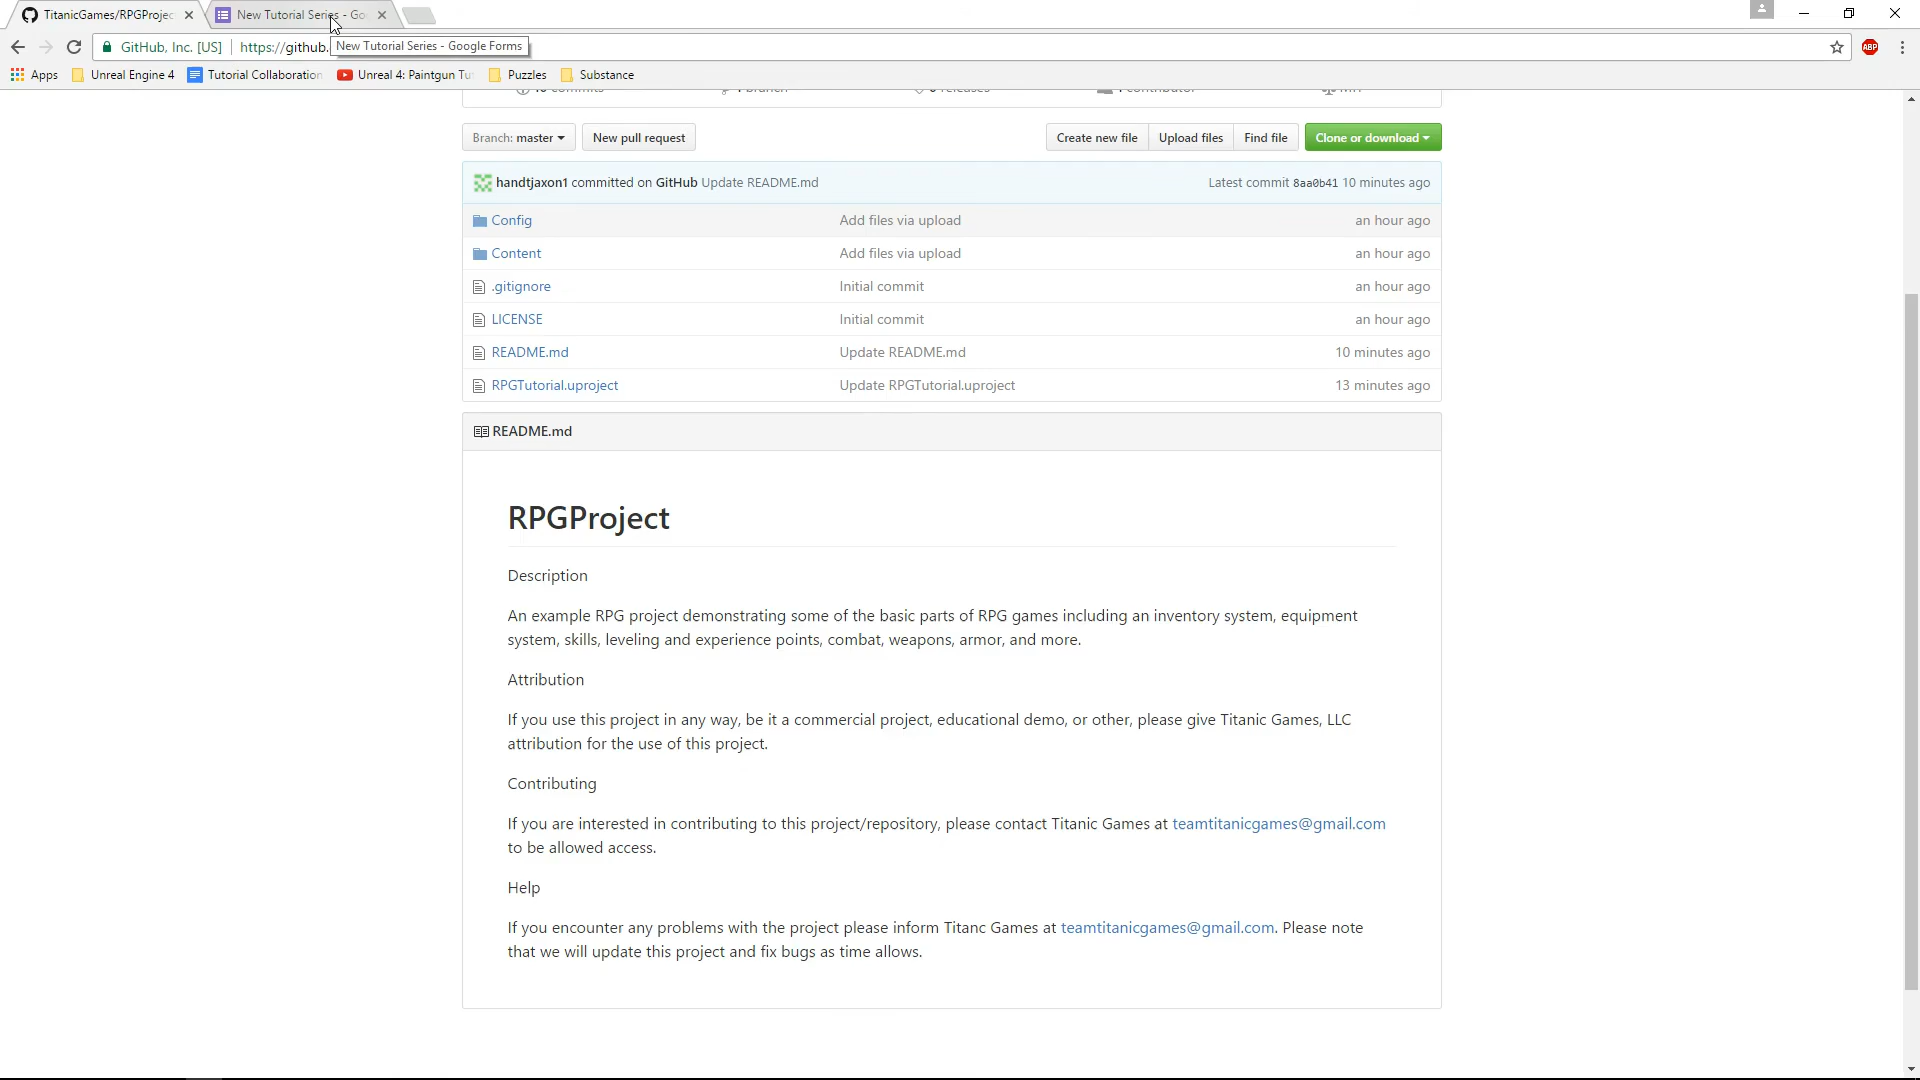 TitanicGames/RPGProjec
New Tutorial Series - Go
GitHub, Inc. [US]
https://github.
New Tutorial Series - Google Forms
ABP
Apps
Unreal Engine 4
Tutorial Collaboration
Unreal 4: Paintgun Tu
Puzzles
Substance
Branch: master
New pull request
Create new file
Upload files
Find file
Clone or download
handtjaxon1 committed on GitHub Update README.md
Latest commit 8aa0b41 10 minutes ago
Config Add files via upload an hour ago
Content Add files via upload an hour ago
.gitignore Initial commit an hour ago
LICENSE Initial commit an hour ago
README.md Update README.md 10 minutes ago
RPGTutorial.uproject Update RPGTutorial.uproject 13 minutes ago
README.md
RPGProject
Description
An example RPG project demonstrating some of the basic parts of RPG games including an inventory system, equipment
system, skills, leveling and experience points, combat, weapons, armor, and more.
Attribution
If you use this project in any way, be it a commercial project, educational demo, or other, please give Titanic Games, LLC
attribution for the use of this project.
Contributing
If you are interested in contributing to this project/repository, please contact Titanic Games at teamtitanicgames@gmail.com
to be allowed access.
Help
If you encounter any problems with the project please inform Titanc Games at teamtitanicgames@gmail.com. Please note
that we will update this project and fix bugs as time allows.